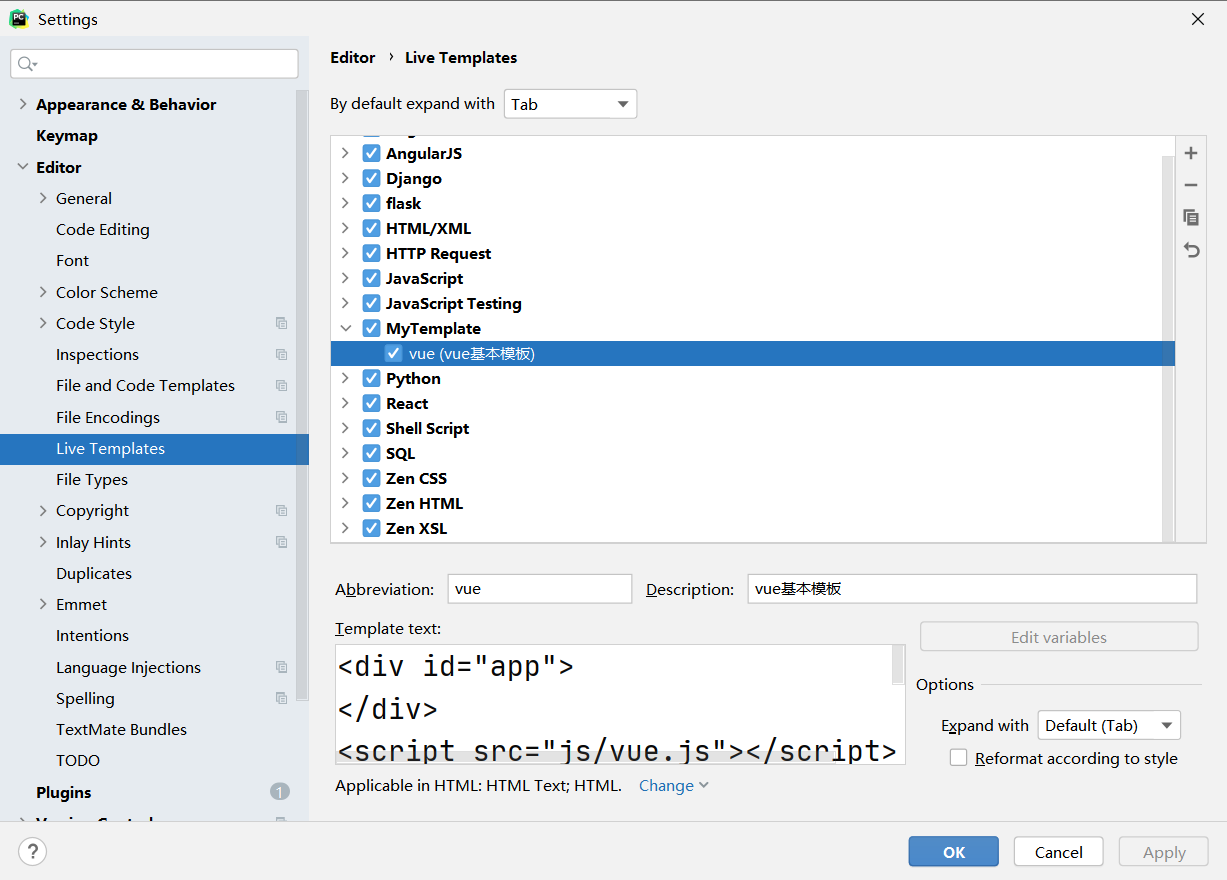 PC
Settings
Appearance & Behavior
Keymap
Editor
General
Code Editing
Font
Color Scheme
Code Style
Inspections
File and Code Templates
File Encodings
Live Templates
File Types
Copyright
Inlay Hints
Duplicates
Emmet
Intentions
Language Injections
Spelling
TextMate Bundles
TODO
Plugins 1
Editor › Live Templates
By default expand with Tab
AngularJS
Django
flask
HTML/XML
HTTP Request
JavaScript
JavaScript Testing
MyTemplate
vue (vue基本模板)
Python
React
Shell Script
SQL
Zen CSS
Zen HTML
Zen XSL
Abbreviation: vue Description: vue基本模板
Template text:
<div id="app">
</div>
<script src="js/vue.js"></script>
Edit variables
Options
Expand with Default (Tab)
Reformat according to style
Applicable in HTML: HTML Text; HTML. Change
? OK Cancel Apply